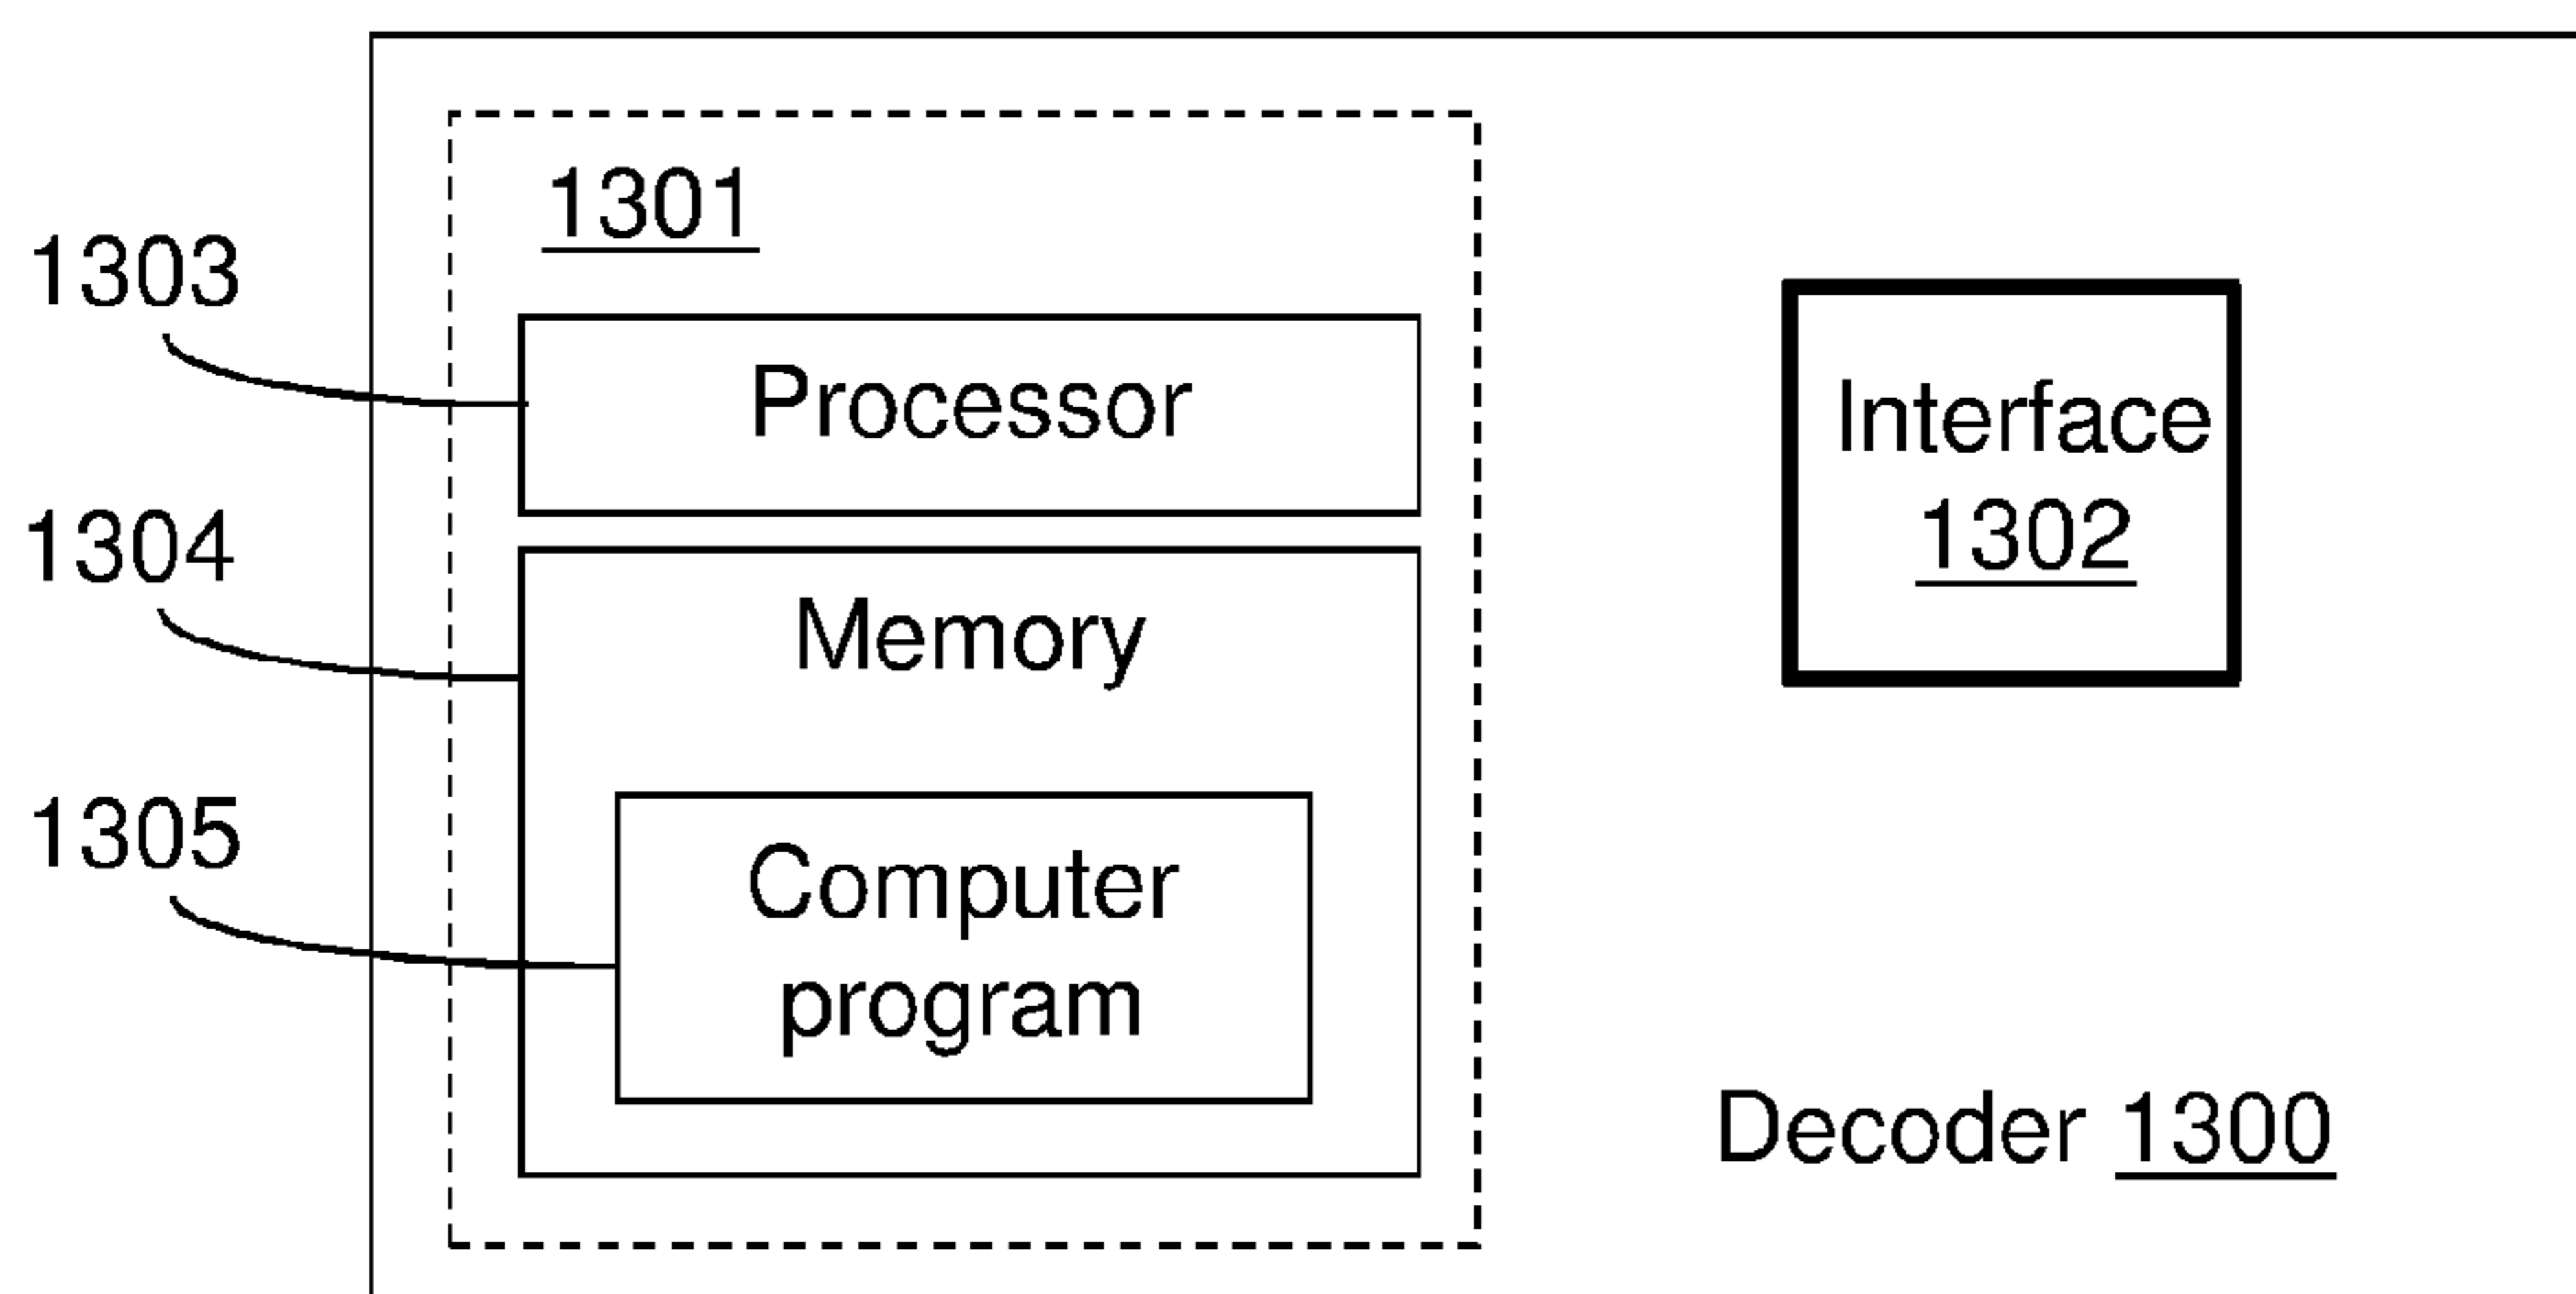 1301
1303
Processor
Interface
1302
1304
Memory
1305
Computer
program
Decoder 1300